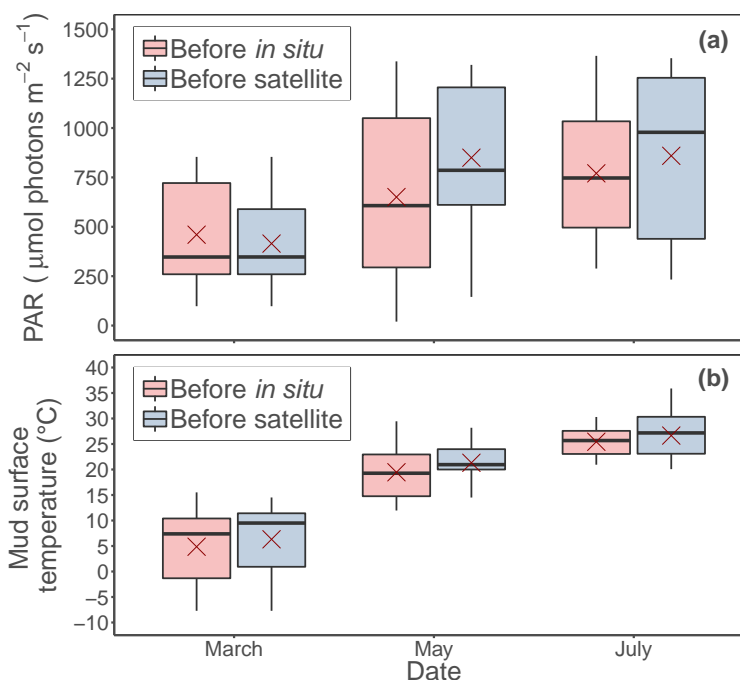 (a)
Before in situ
Before satellite
PAR ( μmol photons m⁻² s⁻¹)
1500
1250
1000
750
500
250
0
(b)
Before in situ
Before satellite
Mud surface
temperature (°C)
40
35
30
25
20
15
10
5
0
−5
−10
March May July
Date